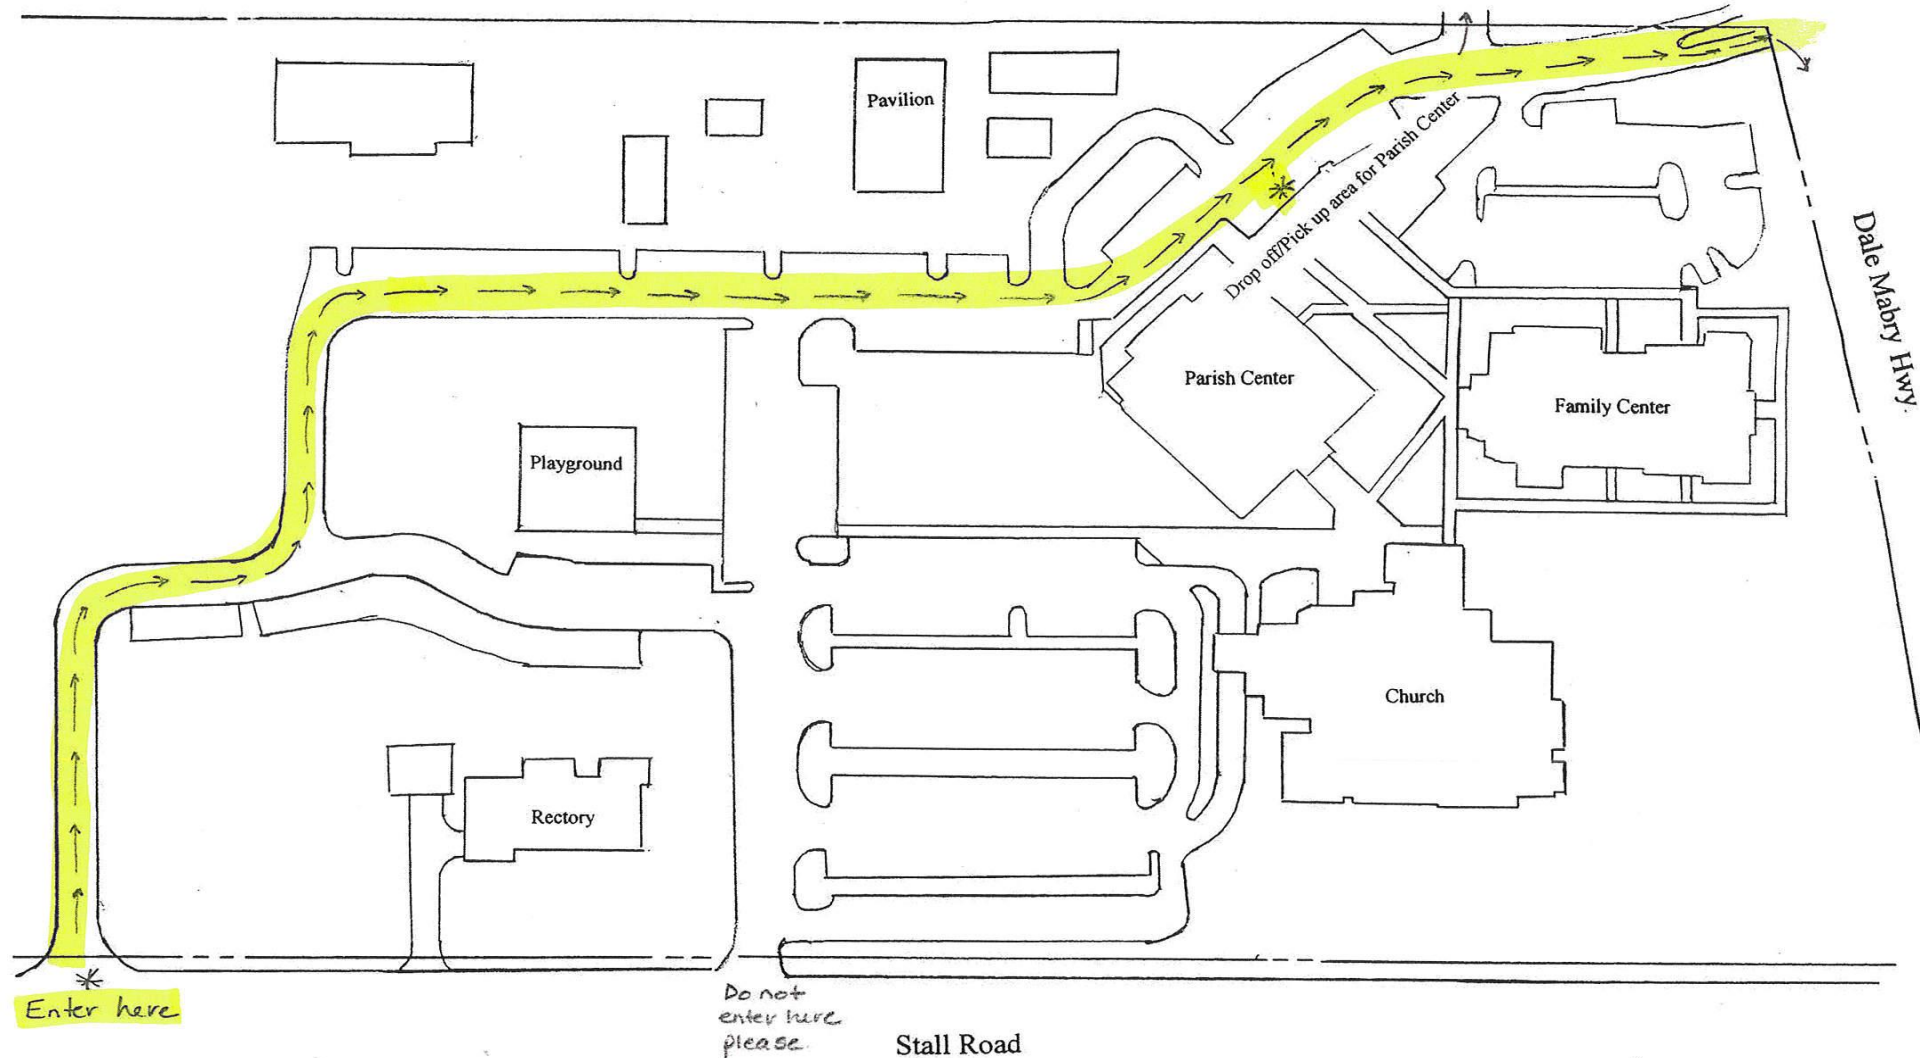 Pavilion
Drop off/Pick up area for Parish Center
Dale Mabry Hwy.
Parish Center
Family Center
Playground
Church
Rectory
Enter here
Do not
enter here
please.
Stall Road